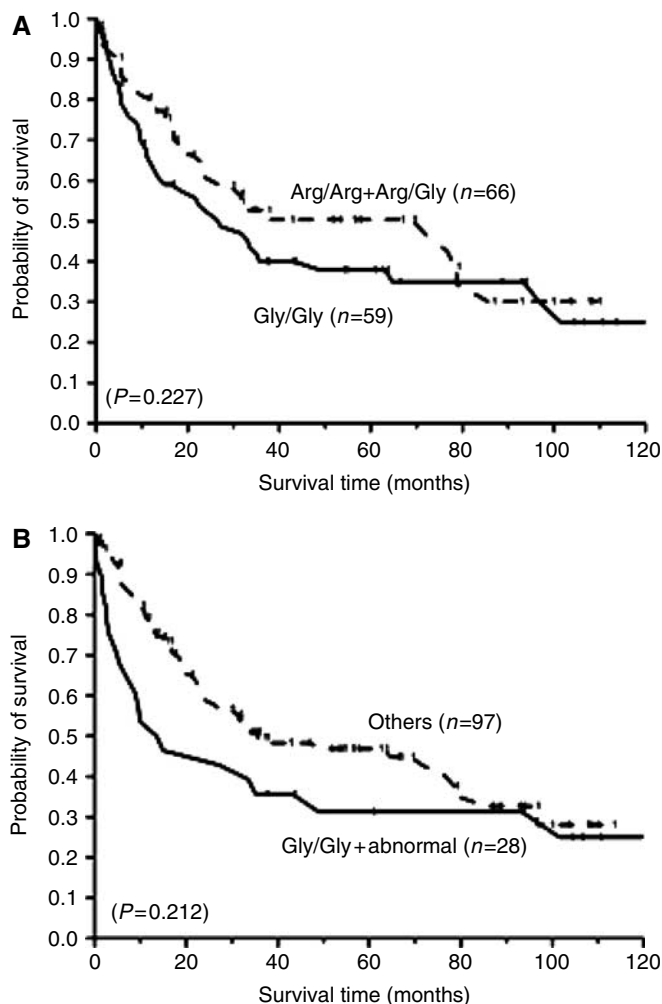 A
Probability of survival
1.0
0.9
0.8
0.7
0.6
0.5
0.4
0.3
0.2
0.1
0.0
Arg/Arg+Arg/Gly (n=66)
Gly/Gly (n=59)
(P=0.227)
0 20 40 60 80 100 120
Survival time (months)
B
Probability of survival
1.0
0.9
0.8
0.7
0.6
0.5
0.4
0.3
0.2
0.1
0.0
Others (n=97)
Gly/Gly+abnormal (n=28)
(P=0.212)
0 20 40 60 80 100 120
Survival time (months)